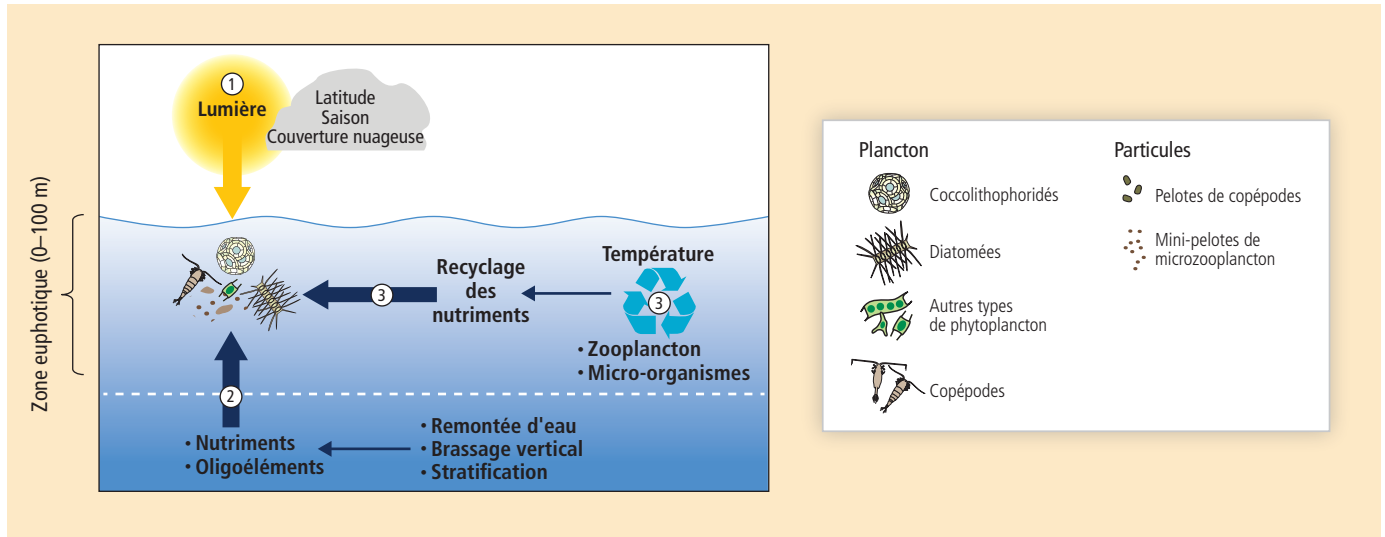 1
Lumière
Latitude
Saison
Couverture nuageuse
Zone euphotique (0–100 m)
Température
Recyclage
des
nutriments
3
3
• Zooplancton
• Micro-organismes
2
• Nutriments
• Oligoéléments
• Remontée d'eau
• Brassage vertical
• Stratification
Plancton
Coccolithophoridés
Diatomées
Autres types
de phytoplancton
Copépodes
Particules
Pelotes de copépodes
Mini-pelotes de
microzooplancton